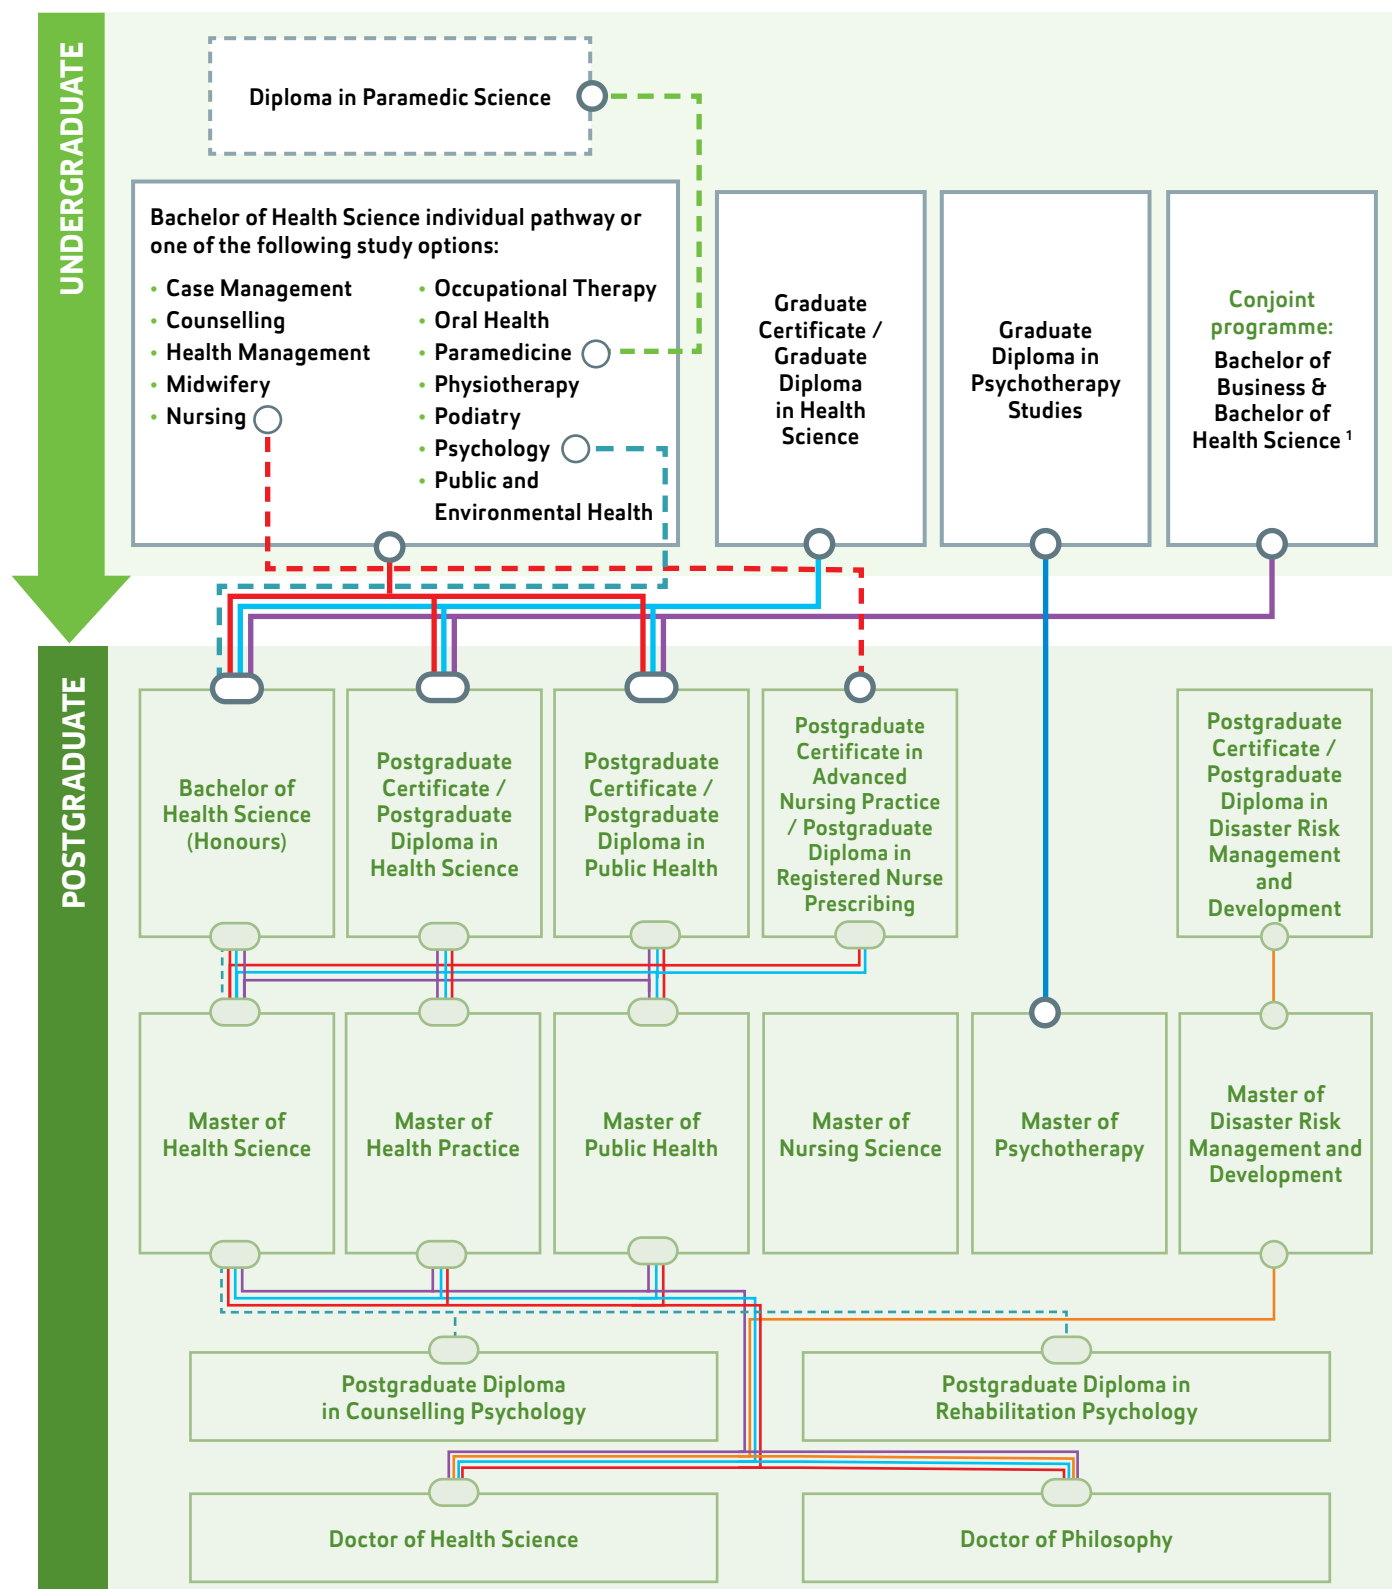 UNDERGRADUATE
Diploma in Paramedic Science
Bachelor of Health Science individual pathway or
one of the following study options:
• Case Management
• Counselling
• Health Management
• Midwifery
• Nursing
• Occupational Therapy
• Oral Health
• Paramedicine
• Physiotherapy
• Podiatry
• Psychology
• Public and
Environmental Health
Graduate
Certificate /
Graduate
Diploma
in Health
Science
Graduate
Diploma in
Psychotherapy
Studies
Conjoint
programme:
Bachelor of
Business &
Bachelor of
Health Science ¹
POSTGRADUATE
Bachelor of
Health Science
(Honours)
Postgraduate
Certificate /
Postgraduate
Diploma in
Health Science
Postgraduate
Certificate /
Postgraduate
Diploma in
Public Health
Postgraduate
Certificate in
Advanced
Nursing Practice
/ Postgraduate
Diploma in
Registered Nurse
Prescribing
Postgraduate
Certificate /
Postgraduate
Diploma in
Disaster Risk
Management
and
Development
Master of
Health Science
Master of
Health Practice
Master of
Public Health
Master of
Nursing Science
Master of
Psychotherapy
Master of
Disaster Risk
Management and
Development
Postgraduate Diploma
in Counselling Psychology
Postgraduate Diploma in
Rehabilitation Psychology
Doctor of Health Science
Doctor of Philosophy